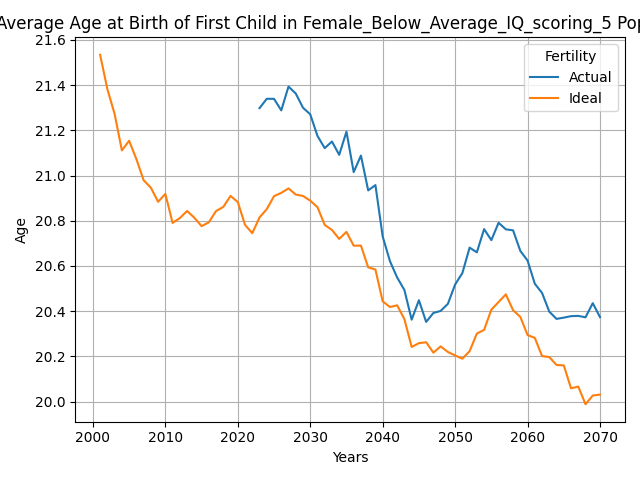 Average Age at Birth of First Child in Female_Below_Average_IQ_scoring_5
21.6
21.4
21.2
21.0
20.8
20.6
20.4
20.2
20.0
Age
Fertility
Actual
Ideal
2000 2010 2020 2030 2040 2050 2060 2070
Years